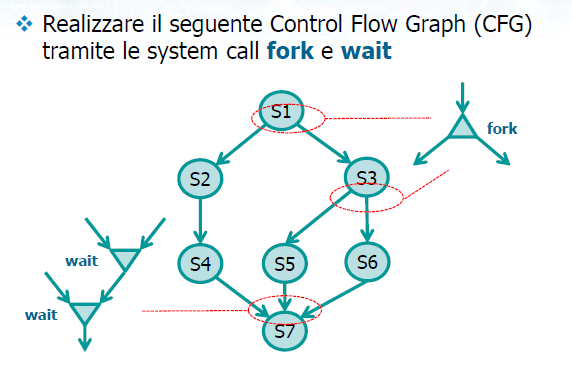 Realizzare il seguente Control Flow Graph (CFG)
tramite le system call fork e wait
S1
fork
S2
S3
wait
S4
S5
S6
wait
S7